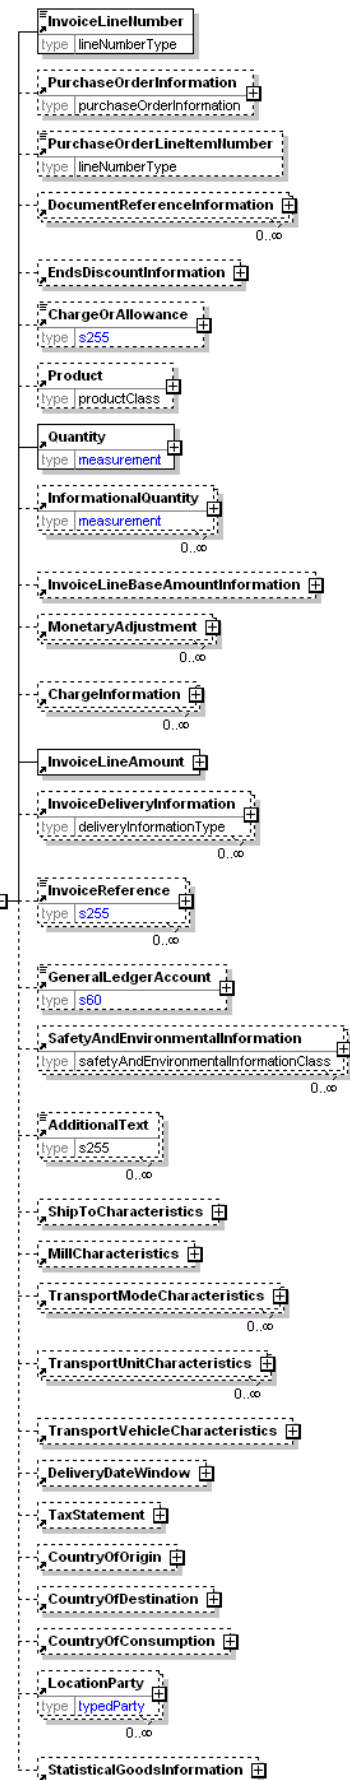 InvoiceLineNumber
type lineNumberType
PurchaseOrderInformation
type purchaseOrderInformation
PurchaseOrderLineItemNumber
type lineNumberType
DocumentReferenceInformation
0..∞
EndsDiscountInformation
ChargeOrAllowance
type s255
Product
type productClass
Quantity
type measurement
InformationalQuantity
type measurement
0..∞
InvoiceLineBaseAmountInformation
MonetaryAdjustment
0..∞
ChargeInformation
0..∞
InvoiceLineAmount
InvoiceDeliveryInformation
type deliveryInformationType
0..∞
InvoiceReference
type s255
0..∞
GeneralLedgerAccount
type s60
SafetyAndEnvironmentalInformation
type safetyAndEnvironmentalInformationClass
0..∞
AdditionalText
type s255
0..∞
ShipToCharacteristics
MillCharacteristics
TransportModeCharacteristics
0..∞
TransportUnitCharacteristics
0..∞
TransportVehicleCharacteristics
DeliveryDateWindow
TaxStatement
CountryOfOrigin
CountryOfDestination
CountryOfConsumption
LocationParty
type typedParty
0..∞
StatisticalGoodsInformation